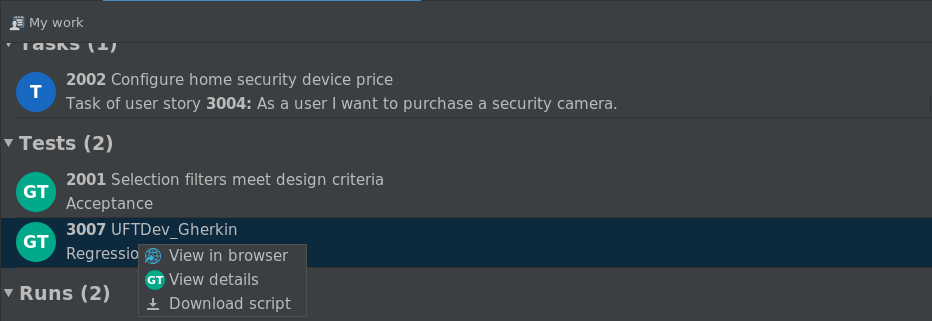 My work
Tasks (1)
T
2002 Configure home security device price
Task of user story 3004: As a user I want to purchase a security camera.
Tests (2)
GT
2001 Selection filters meet design criteria
Acceptance
GT
3007 UFTDev_Gherkin
Regressio
View in browser
GT View details
Download script
Runs (2)